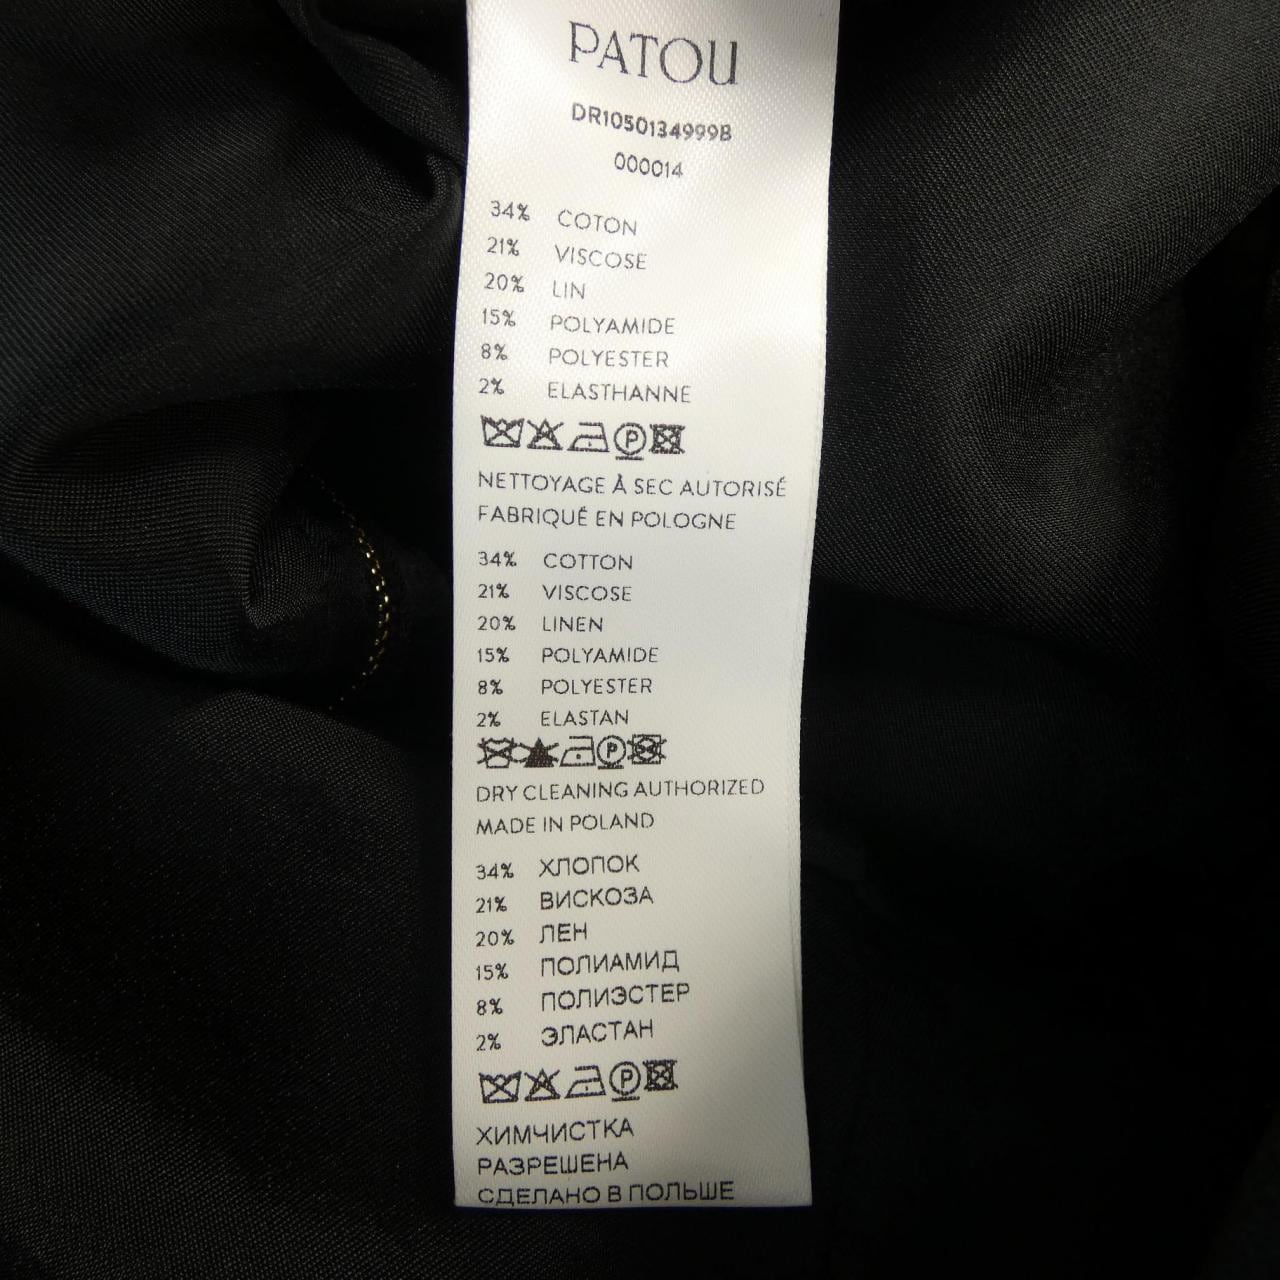 PATOU
DR1050134999B
000014
34% COTON
21% VISCOSE
20% LIN
15% POLYAMIDE
8% POLYESTER
2% ELASTHANNE
P
NETTOYAGE À SEC AUTORISÉ
FABRIQUÉ EN POLOGNE
34% COTTON
21% VISCOSE
20% LINEN
15% POLYAMIDE
8% POLYESTER
2% ELASTAN
P
DRY CLEANING AUTHORIZED
MADE IN POLAND
34% ХЛОПОК
21% ВИСКОЗА
20% ЛЕН
15% ПОЛИАМИД
8% ПОЛИЭСТЕР
2% ЭЛАСТАН
P
ХИМЧИСТКА
РАЗРЕШЕНА
СДЕЛАНО В ПОЛЬШЕ